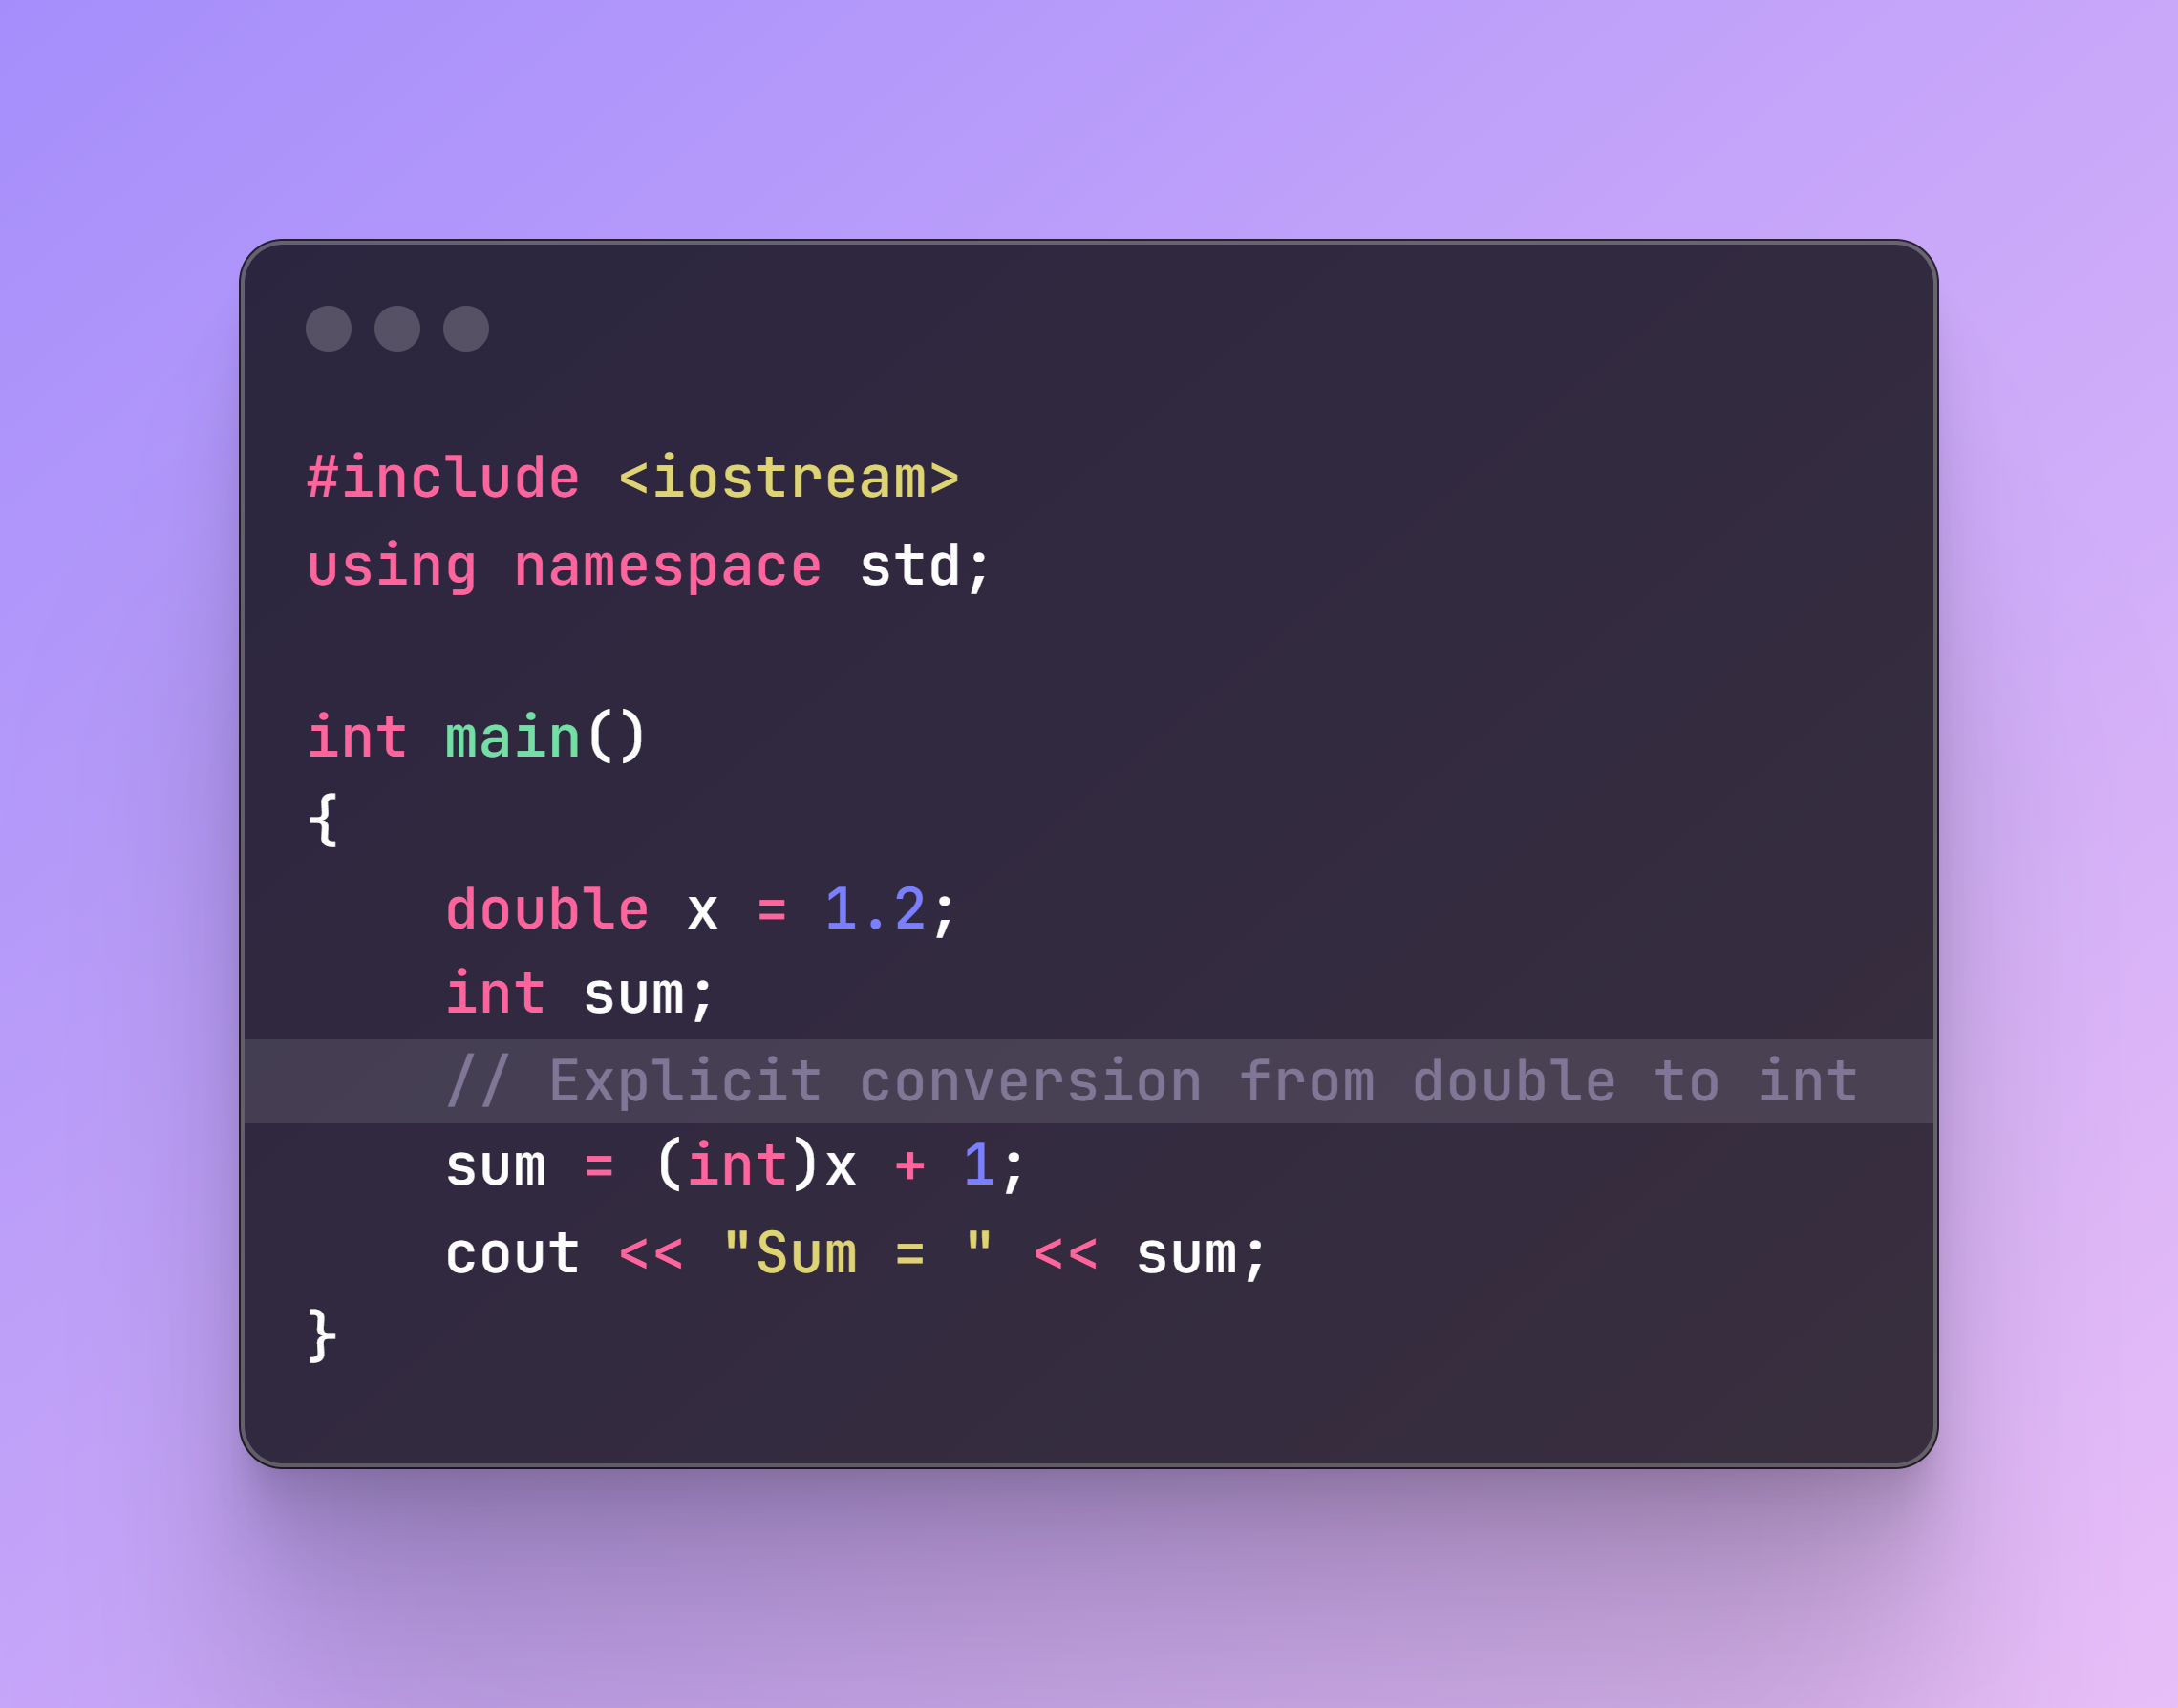 #include <iostream>
using namespace std;

int main()
{
    double x = 1.2;
    int sum;
    // Explicit conversion from double to int
    sum = (int)x + 1;
    cout << "Sum = " << sum;
}